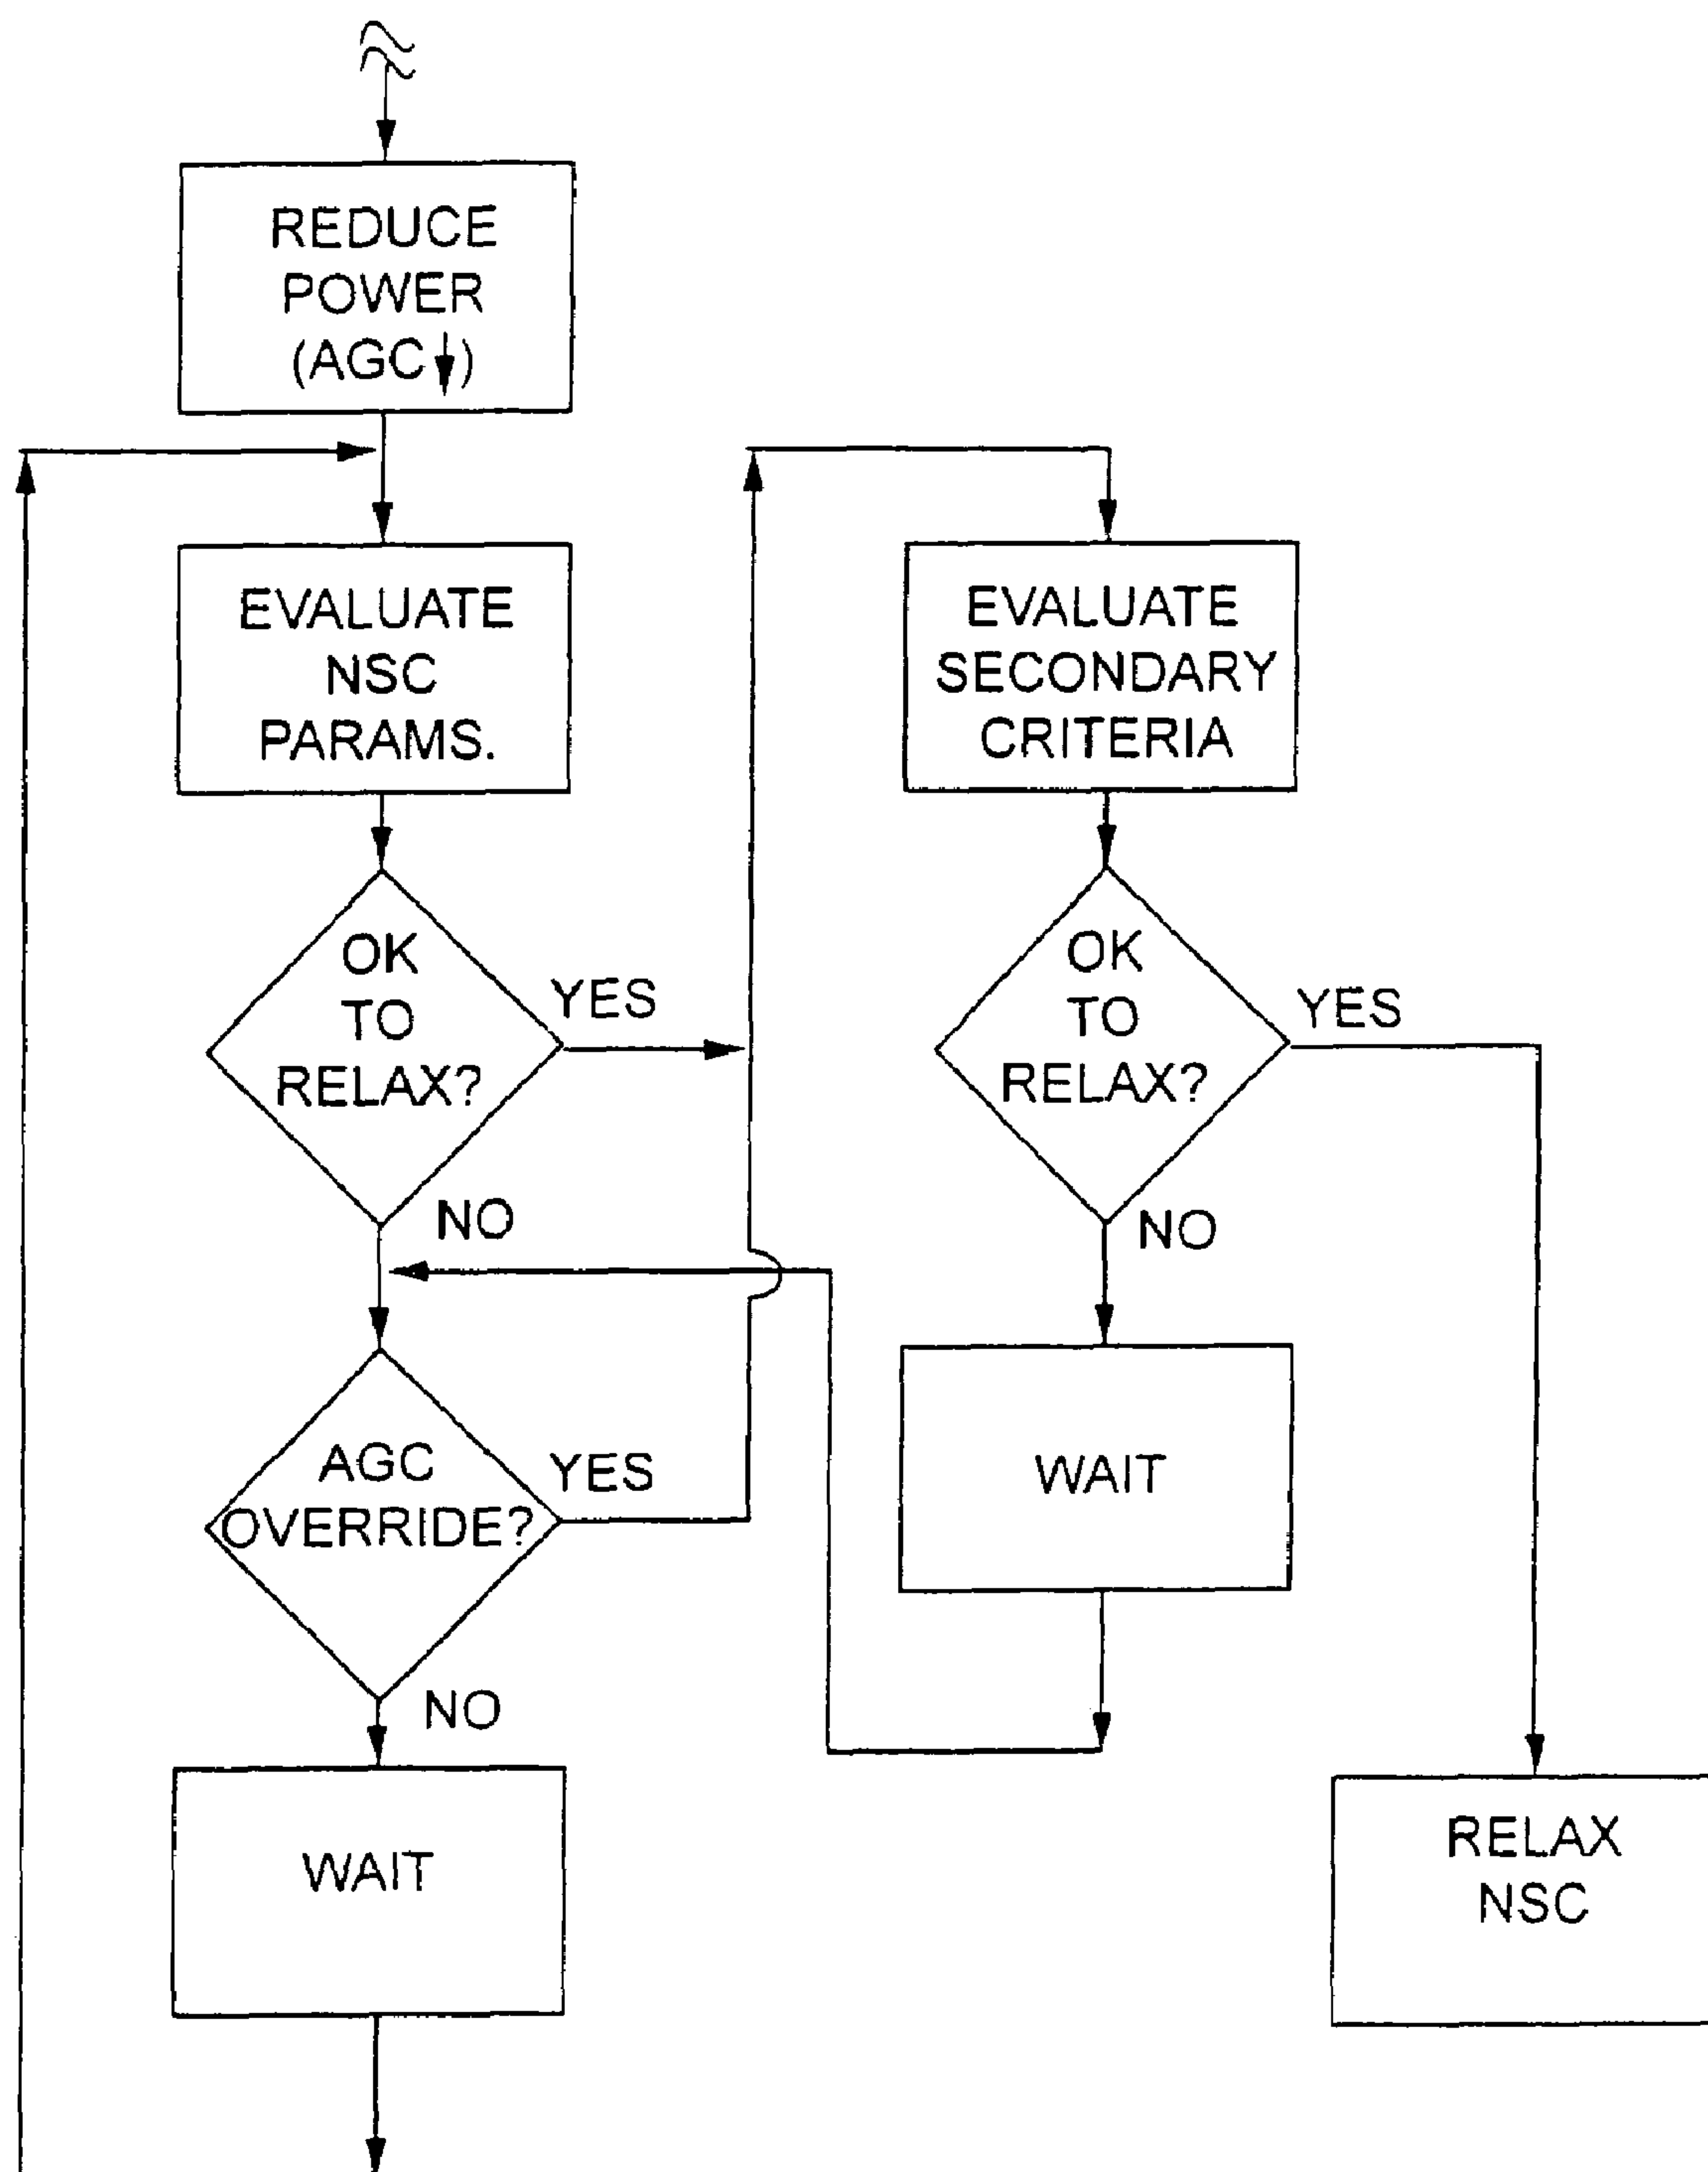 REDUCE
POWER
(AGC↓)
EVALUATE
NSC
PARAMS.
OK
TO
RELAX?
YES
NO
AGC
OVERRIDE?
YES
NO
WAIT
EVALUATE
SECONDARY
CRITERIA
OK
TO
RELAX?
YES
NO
WAIT
RELAX
NSC